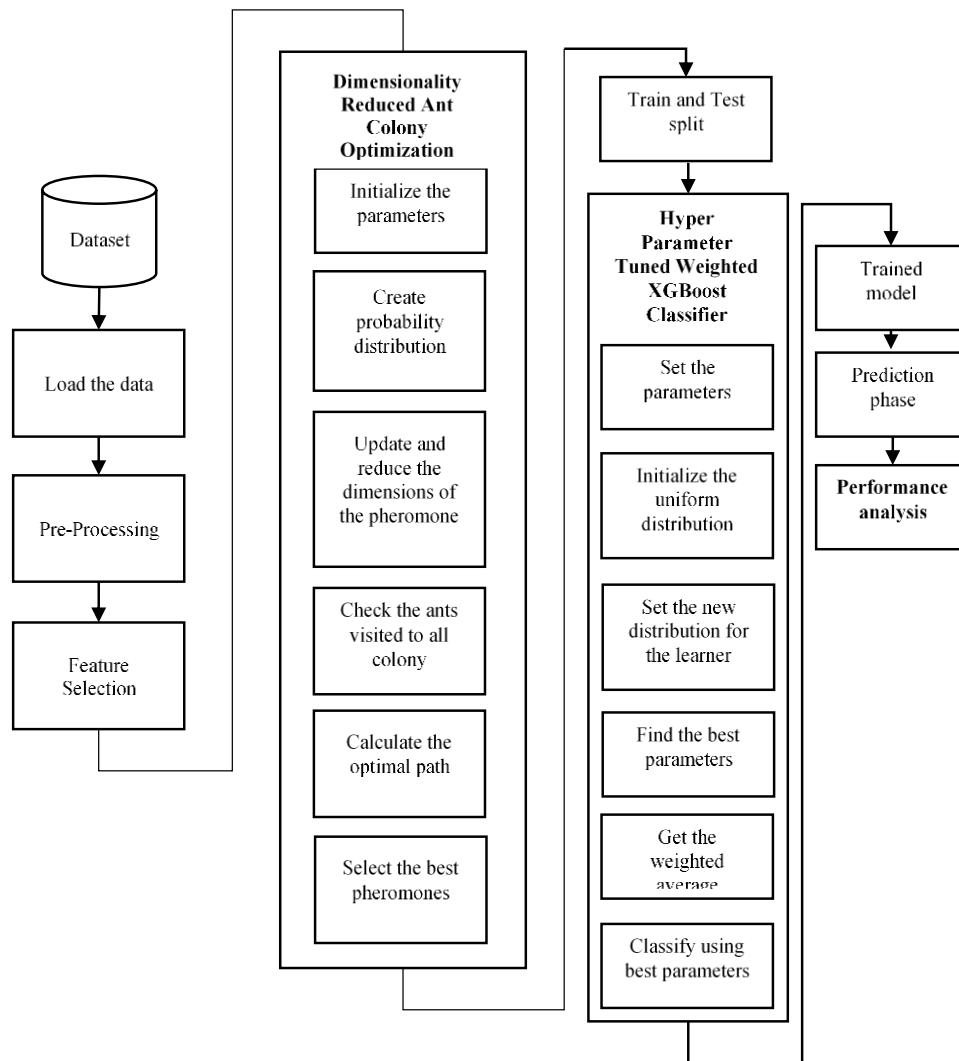 Dataset
Load the data
Pre-Processing
Feature
Selection
Dimensionality
Reduced Ant
Colony
Optimization
Initialize the
parameters
Create
probability
distribution
Update and
reduce the
dimensions of
the pheromone
Check the ants
visited to all
colony
Calculate the
optimal path
Select the best
pheromones
Train and Test
split
Hyper
Parameter
Tuned Weighted
XGBoost
Classifier
Set the
parameters
Initialize the
uniform
distribution
Set the new
distribution for
the learner
Find the best
parameters
Get the
weighted
average
Classify using
best parameters
Trained
model
Prediction
phase
Performance
analysis